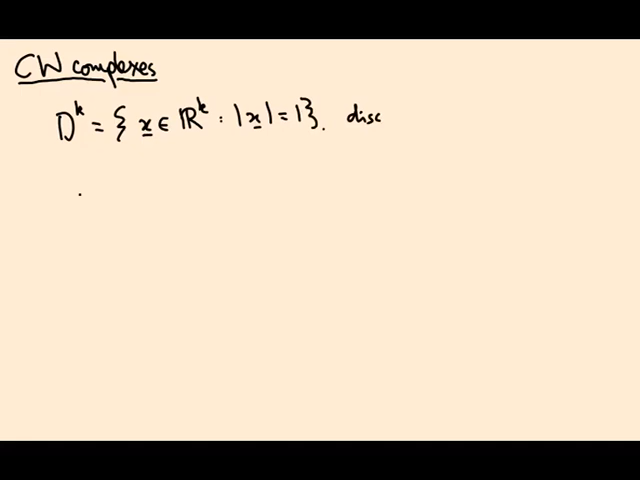 CW complexes
D^k = { x ∈ ℝ^k : |x| = 1}. disc